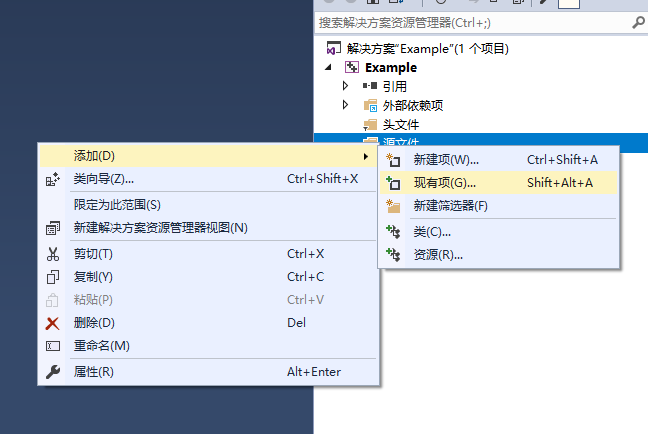 搜索解决方案资源管理器(Ctrl+;)
解决方案“Example”(1 个项目)
Example
引用
外部依赖项
头文件
源文件
添加(D)
类向导(Z)... Ctrl+Shift+X
限定为此范围(S)
新建解决方案资源管理器视图(N)
剪切(T) Ctrl+X
复制(Y) Ctrl+C
粘贴(P) Ctrl+V
删除(D) Del
重命名(M)
属性(R) Alt+Enter
新建项(W)... Ctrl+Shift+A
现有项(G)... Shift+Alt+A
新建筛选器(F)
类(C)...
资源(R)...